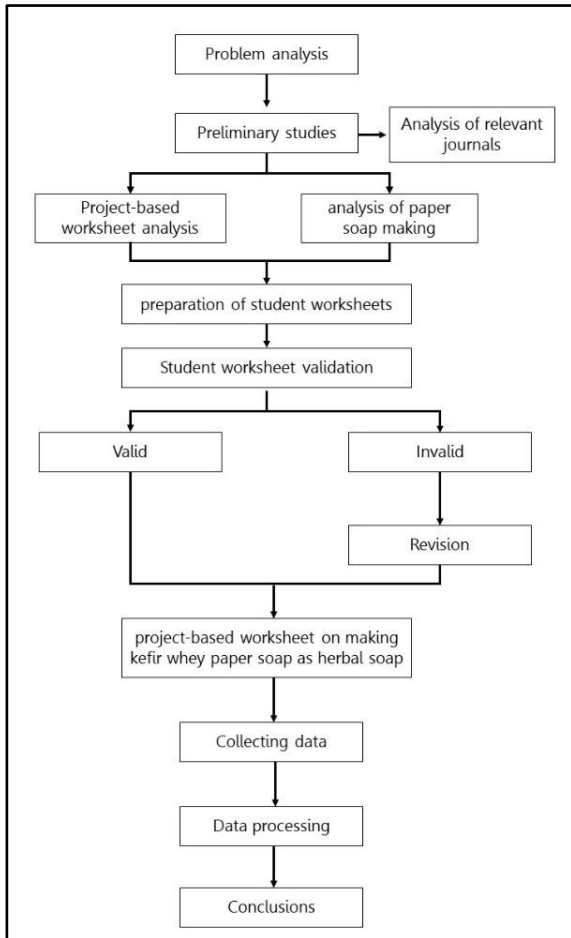 Problem analysis
Preliminary studies
Analysis of relevant
journals
Project-based
worksheet analysis
analysis of paper
soap making
preparation of student worksheets
Student worksheet validation
Valid
Invalid
Revision
project-based worksheet on making
kefir whey paper soap as herbal soap
Collecting data
Data processing
Conclusions